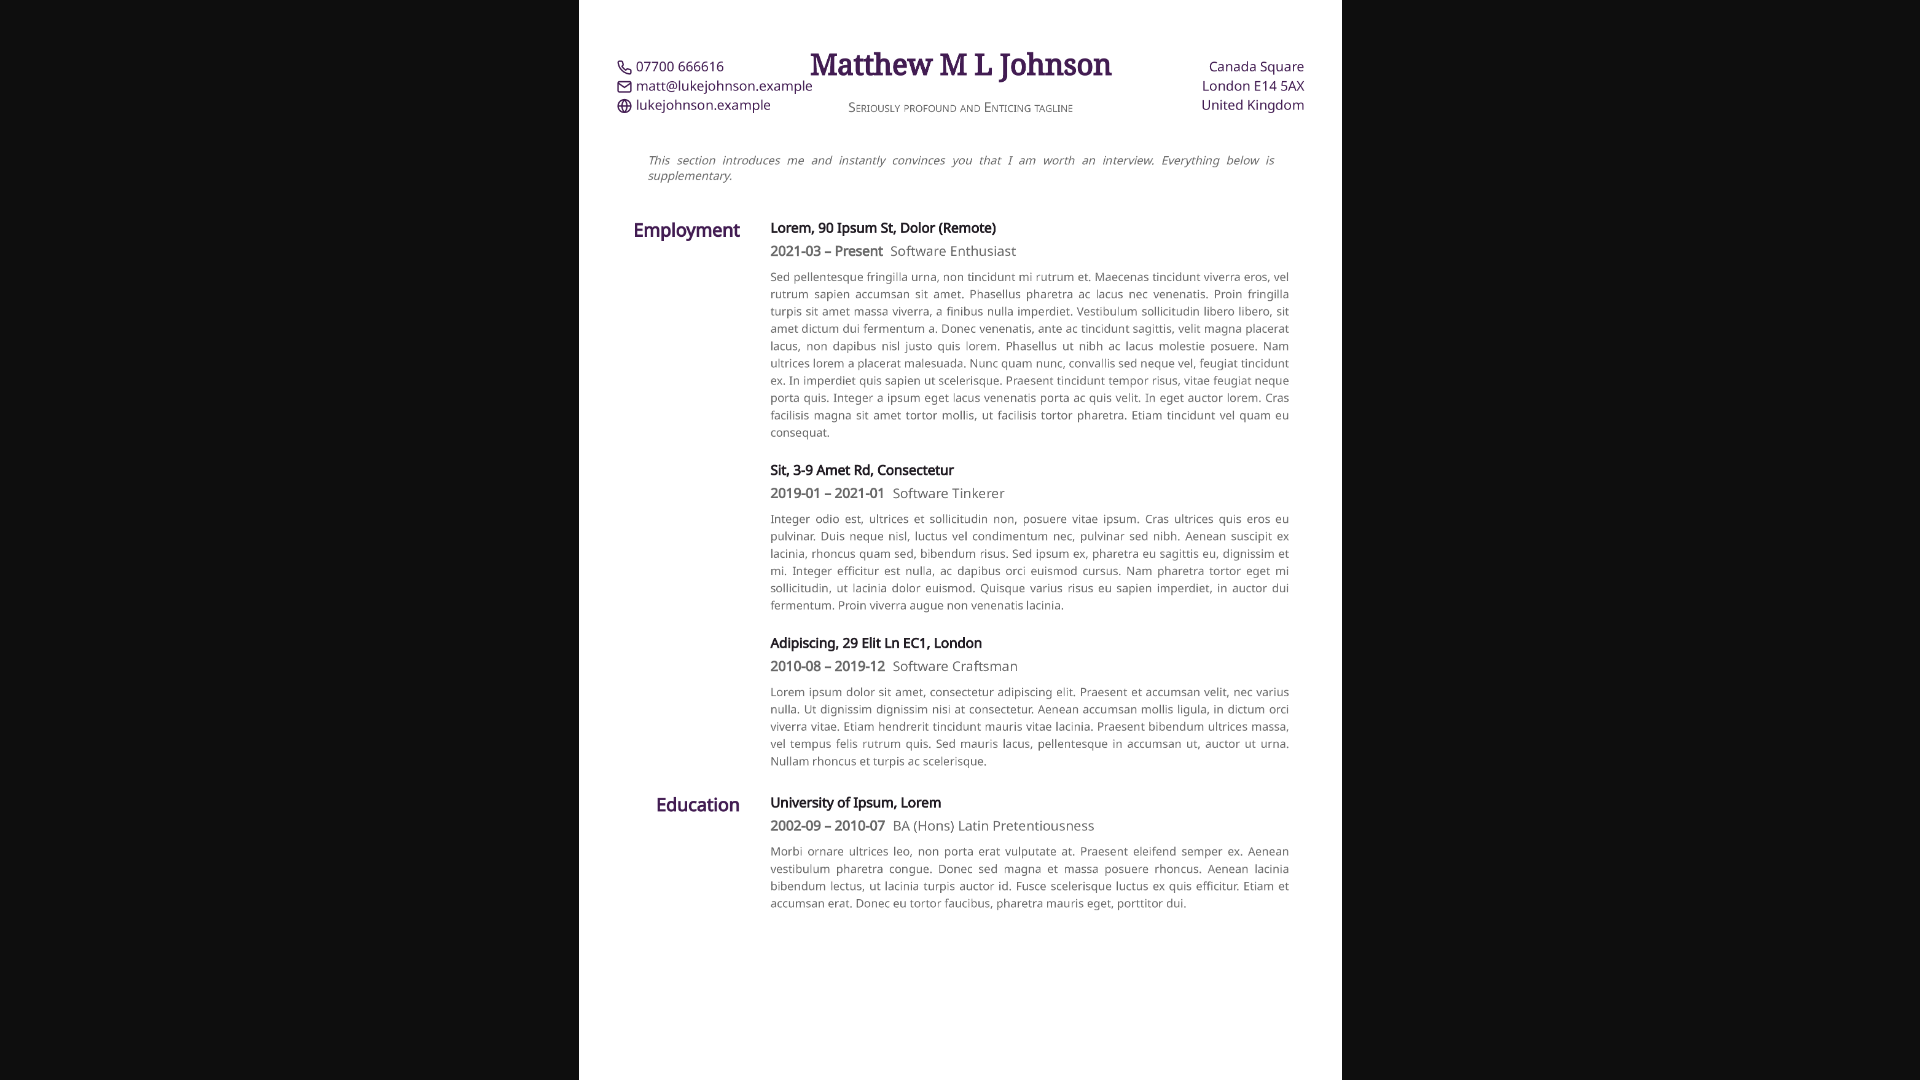 Matthew M L Johnson
Seriously profound and Enticing tagline
07700 666616
matt@lukejohnson.example
lukejohnson.example
Canada Square
London E14 5AX
United Kingdom
This section introduces me and instantly convinces you that I am worth an interview. Everything below is
supplementary.
Employment
Lorem, 90 Ipsum St, Dolor (Remote)
2021-03 – Present Software Enthusiast
Sed pellentesque fringilla urna, non tincidunt mi rutrum et. Maecenas tincidunt viverra eros, vel
rutrum sapien accumsan sit amet. Phasellus pharetra ac lacus nec venenatis. Proin fringilla
turpis sit amet massa viverra, a finibus nulla imperdiet. Vestibulum sollicitudin libero libero, sit
amet dictum dui fermentum a. Donec venenatis, ante ac tincidunt sagittis, velit magna placerat
lacus, non dapibus nisl justo quis lorem. Phasellus ut nibh ac lacus molestie posuere. Nam
ultrices lorem a placerat malesuada. Nunc quam nunc, convallis sed neque vel, feugiat tincidunt
ex. In imperdiet quis sapien ut scelerisque. Praesent tincidunt tempor risus, vitae feugiat neque
porta quis. Integer a ipsum eget lacus venenatis porta ac quis velit. In eget auctor lorem. Cras
facilisis magna sit amet tortor mollis, ut facilisis tortor pharetra. Etiam tincidunt vel quam eu
consequat.
Sit, 3-9 Amet Rd, Consectetur
2019-01 – 2021-01 Software Tinkerer
Integer odio est, ultrices et sollicitudin non, posuere vitae ipsum. Cras ultrices quis eros eu
pulvinar. Duis neque nisl, luctus vel condimentum nec, pulvinar sed nibh. Aenean suscipit ex
lacinia, rhoncus quam sed, bibendum risus. Sed ipsum ex, pharetra eu sagittis eu, dignissim et
mi. Integer efficitur est nulla, ac dapibus orci euismod cursus. Nam pharetra tortor eget mi
sollicitudin, ut lacinia dolor euismod. Quisque varius risus eu sapien imperdiet, in auctor dui
fermentum. Proin viverra augue non venenatis lacinia.
Adipiscing, 29 Elit Ln EC1, London
2010-08 – 2019-12 Software Craftsman
Lorem ipsum dolor sit amet, consectetur adipiscing elit. Praesent et accumsan velit, nec varius
nulla. Ut dignissim dignissim nisi at consectetur. Aenean accumsan mollis ligula, in dictum orci
viverra vitae. Etiam hendrerit tincidunt mauris vitae lacinia. Praesent bibendum ultrices massa,
vel tempus felis rutrum quis. Sed mauris lacus, pellentesque in accumsan ut, auctor ut urna.
Nullam rhoncus et turpis ac scelerisque.
Education
University of Ipsum, Lorem
2002-09 – 2010-07 BA (Hons) Latin Pretentiousness
Morbi ornare ultrices leo, non porta erat vulputate at. Praesent eleifend semper ex. Aenean
vestibulum pharetra congue. Donec sed magna et massa posuere rhoncus. Aenean lacinia
bibendum lectus, ut lacinia turpis auctor id. Fusce scelerisque luctus ex quis efficitur. Etiam et
accumsan erat. Donec eu tortor faucibus, pharetra mauris eget, porttitor dui.